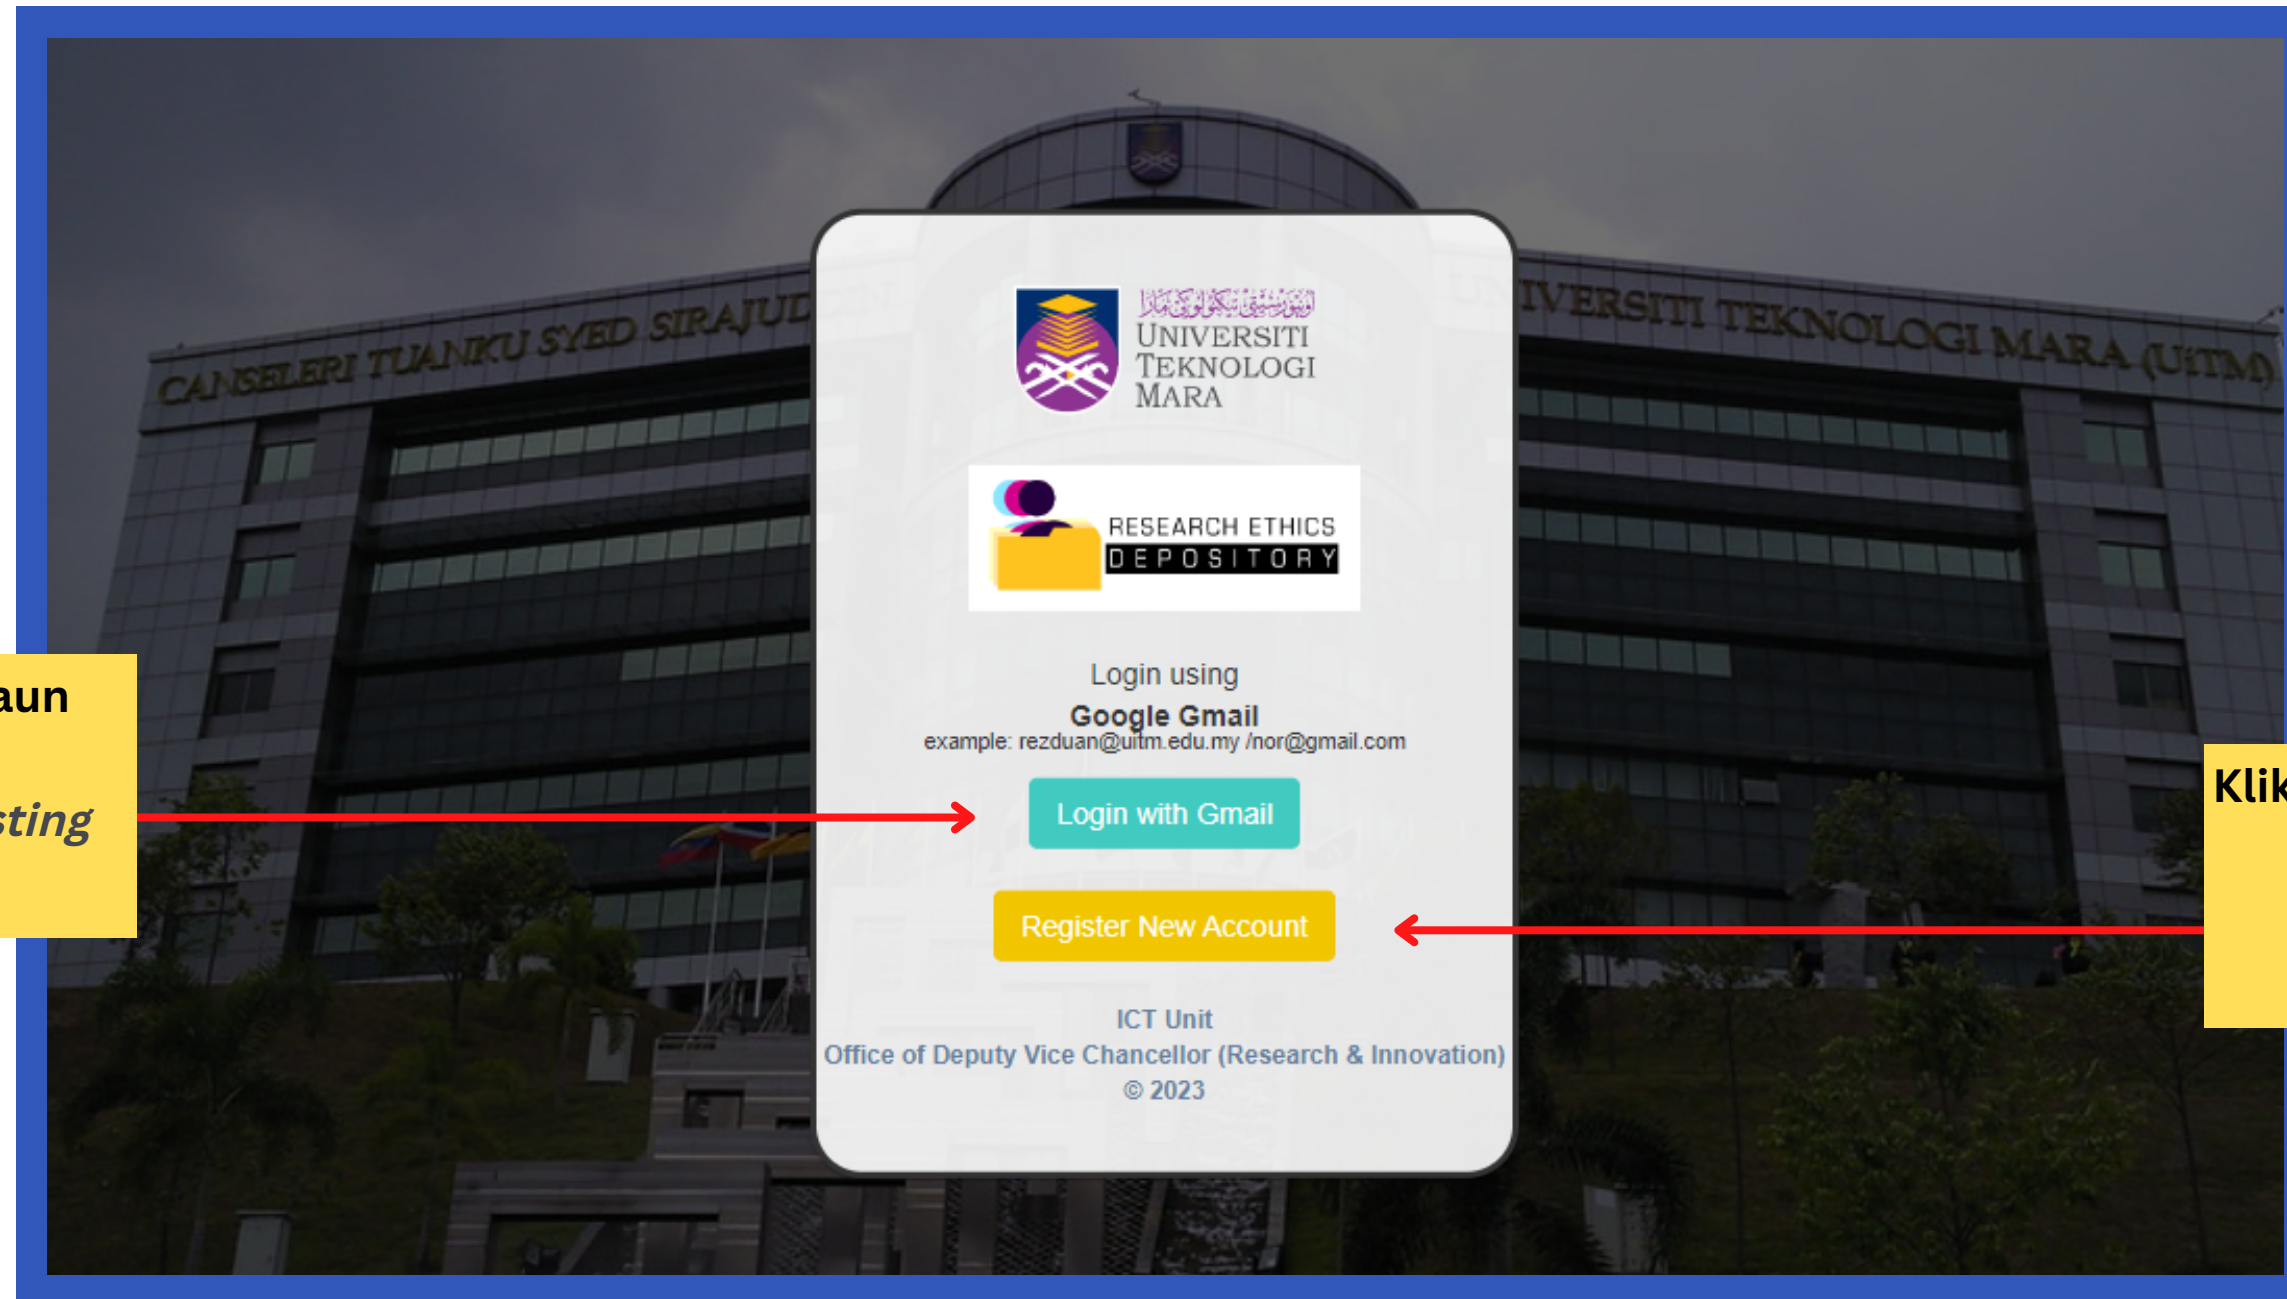 CANSELERI TUANKU SYED SIRAJUD
IVERSITI TEKNOLOGI MARA (UiTM)
UNIVERSITI
TEKNOLOGI
MARA
RESEARCH ETHICS
DEPOSITORY
Login using
Google Gmail
example: rezduan@uitm.edu.my /nor@gmail.com
Login with Gmail
Register New Account
ICT Unit
Office of Deputy Vice Chancellor (Research & Innovation)
© 2023
aun
sting
Klik